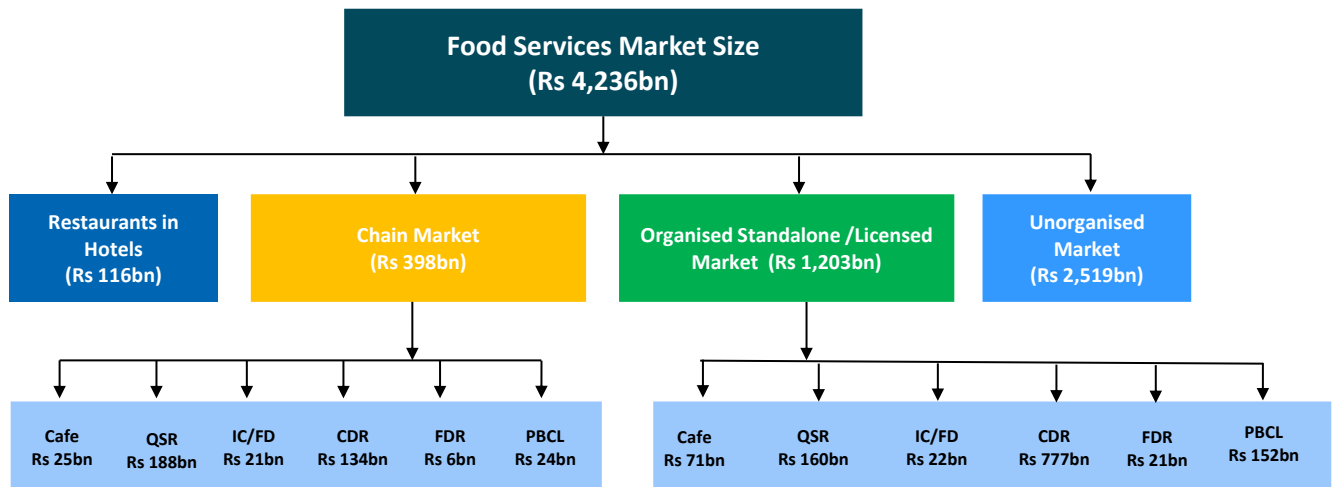 Food Services Market Size
(Rs 4,236bn)
Restaurants in
Hotels
(Rs 116bn)
Chain Market
(Rs 398bn)
Organised Standalone /Licensed
Market (Rs 1,203bn)
Unorganised
Market
(Rs 2,519bn)
Cafe
Rs 25bn
QSR
Rs 188bn
IC/FD
Rs 21bn
CDR
Rs 134bn
FDR
Rs 6bn
PBCL
Rs 24bn
Cafe
Rs 71bn
QSR
Rs 160bn
IC/FD
Rs 22bn
CDR
Rs 777bn
FDR
Rs 21bn
PBCL
Rs 152bn